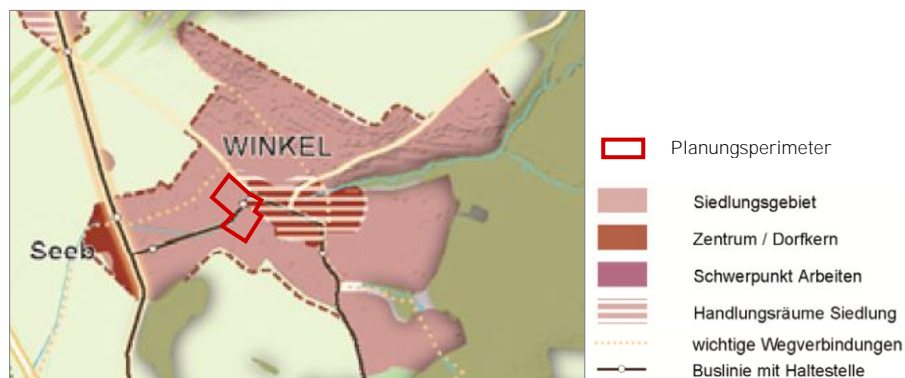 WINKEL
Seeb
Planungsperimeter
Siedlungsgebiet
Zentrum / Dorfkern
Schwerpunkt Arbeiten
Handlungsräume Siedlung
wichtige Wegverbindungen
Buslinie mit Haltestelle